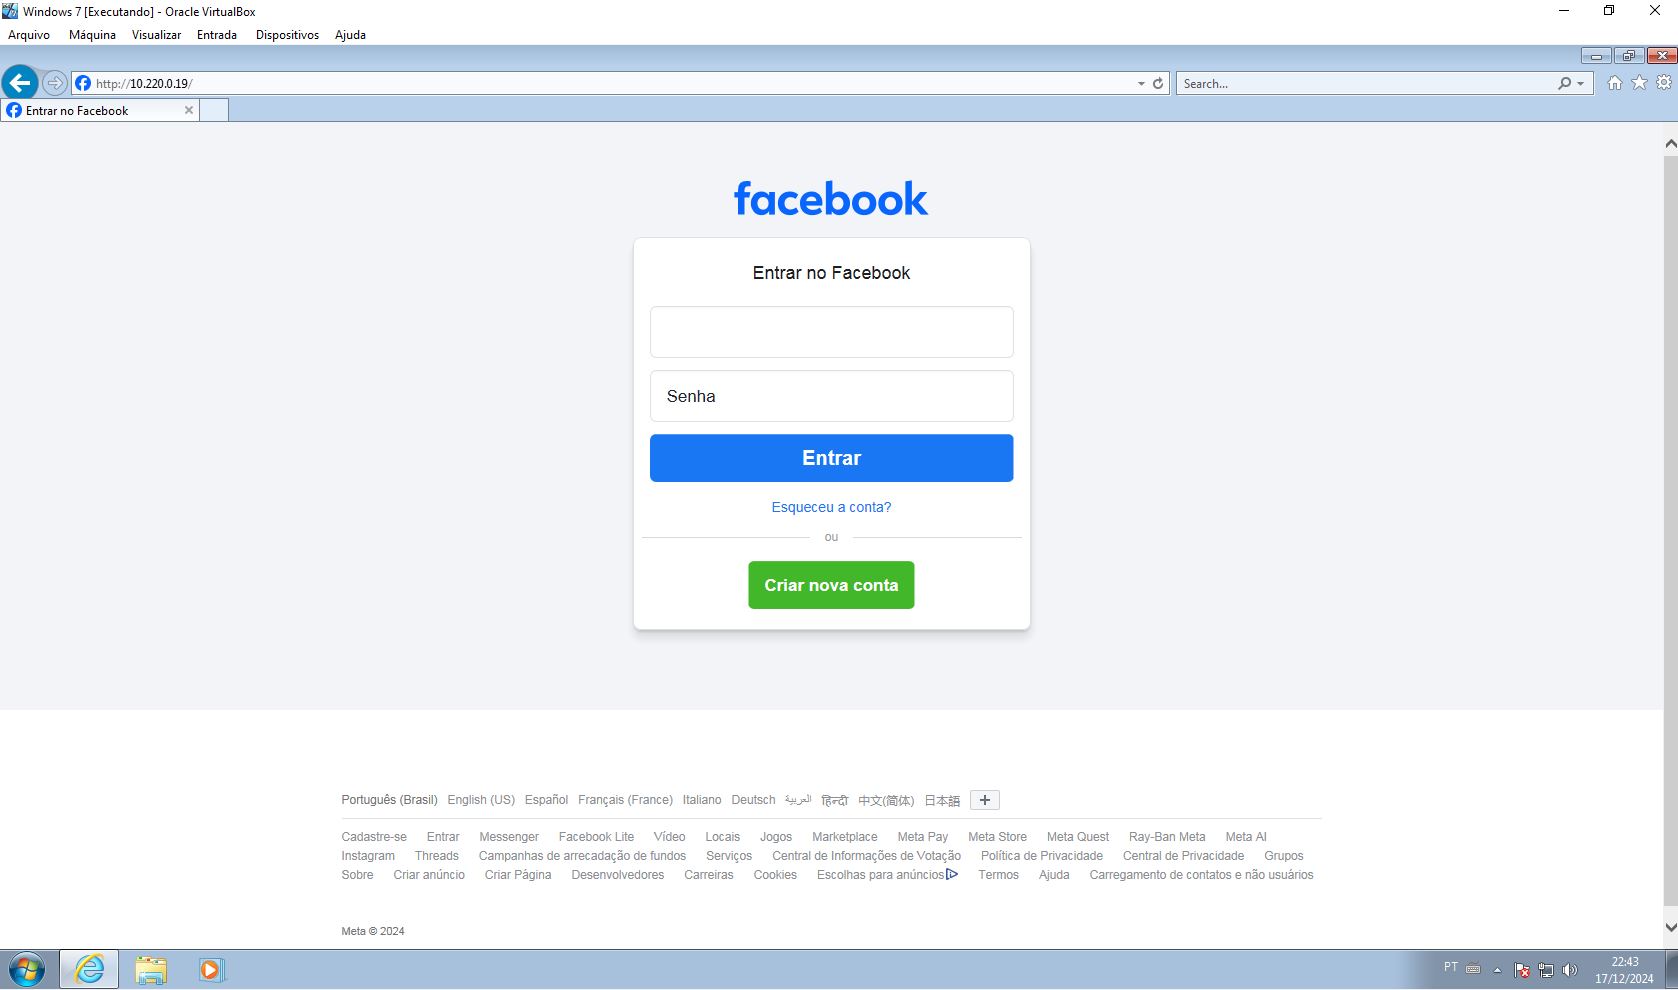 Windows 7 [Executando] - Oracle VirtualBox
Arquivo Máquina Visualizar Entrada Dispositivos Ajuda
http://10.220.0.19/ Search...
Entrar no Facebook
facebook
Entrar no Facebook
Senha
Entrar
Esqueceu a conta?
ou
Criar nova conta
Português (Brasil) English (US) Español Français (France) Italiano Deutsch العربية हिन्दी 中文(简体) 日本語
Cadastre-se Entrar Messenger Facebook Lite Vídeo Locais Jogos Marketplace Meta Pay Meta Store Meta Quest Ray-Ban Meta Meta AI
Instagram Threads Campanhas de arrecadação de fundos Serviços Central de Informações de Votação Política de Privacidade Central de Privacidade Grupos
Sobre Criar anúncio Criar Página Desenvolvedores Carreiras Cookies Escolhas para anúncios Termos Ajuda Carregamento de contatos e não usuários
Meta © 2024
PT 22:43
17/12/2024